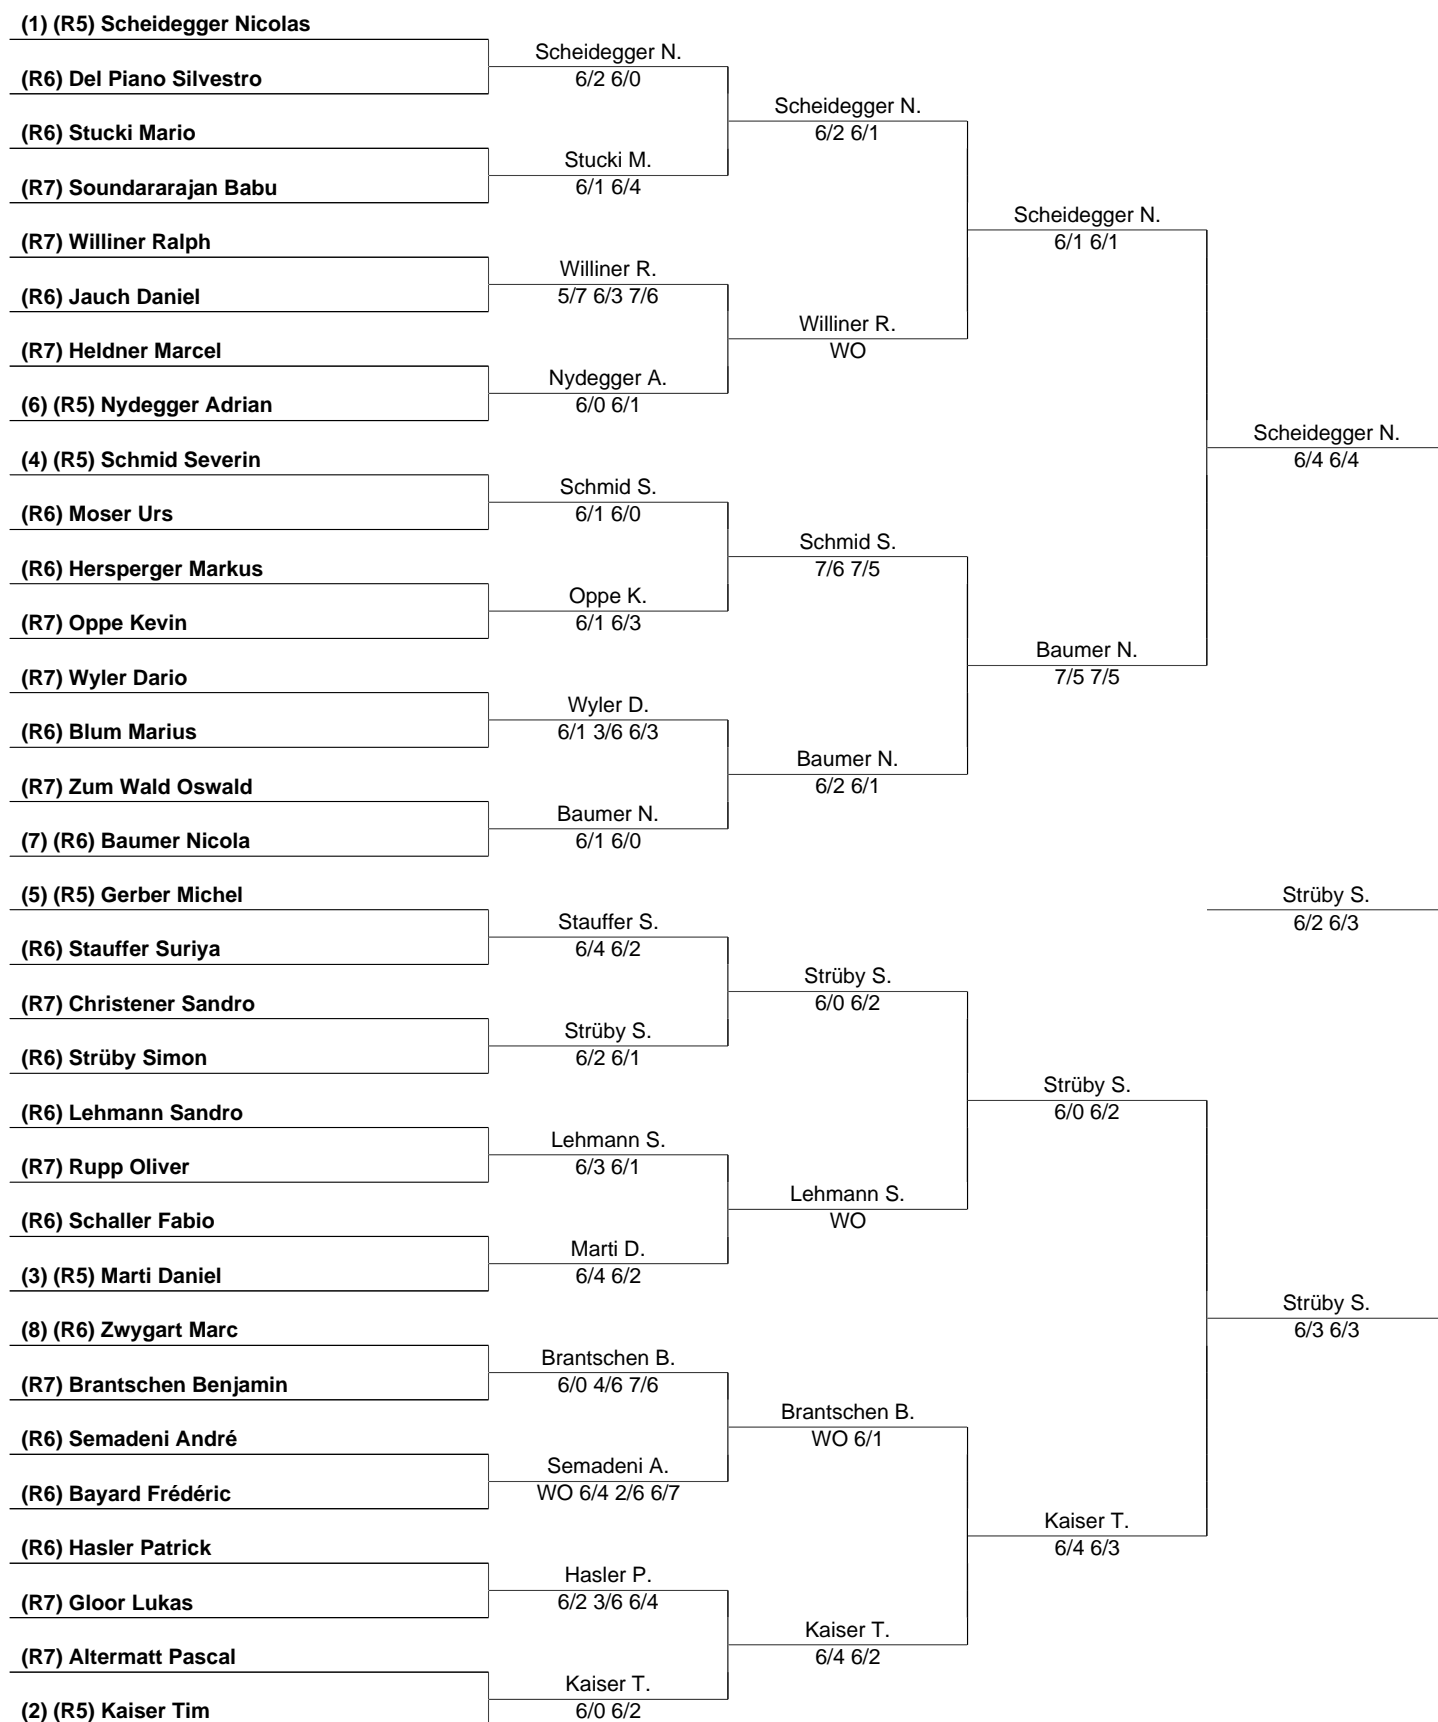 (1) (R5) Scheidegger Nicolas
Scheidegger N.
(R6) Del Piano Silvestro
6/2 6/0
Scheidegger N.
(R6) Stucki Mario
6/2 6/1
Stucki M.
(R7) Soundararajan Babu
6/1 6/4
Scheidegger N.
(R7) Williner Ralph
6/1 6/1
Williner R.
(R6) Jauch Daniel
5/7 6/3 7/6
Williner R.
(R7) Heldner Marcel
WO
Nydegger A.
(6) (R5) Nydegger Adrian
6/0 6/1
Scheidegger N.
(4) (R5) Schmid Severin
6/4 6/4
Schmid S.
(R6) Moser Urs
6/1 6/0
Schmid S.
(R6) Hersperger Markus
7/6 7/5
Oppe K.
(R7) Oppe Kevin
6/1 6/3
Baumer N.
(R7) Wyler Dario
7/5 7/5
Wyler D.
(R6) Blum Marius
6/1 3/6 6/3
Baumer N.
(R7) Zum Wald Oswald
6/2 6/1
Baumer N.
(7) (R6) Baumer Nicola
6/1 6/0
(5) (R5) Gerber Michel
Strüby S.
6/2 6/3
Stauffer S.
(R6) Stauffer Suriya
6/4 6/2
Strüby S.
(R7) Christener Sandro
6/0 6/2
Strüby S.
(R6) Strüby Simon
6/2 6/1
Strüby S.
(R6) Lehmann Sandro
6/0 6/2
Lehmann S.
(R7) Rupp Oliver
6/3 6/1
Lehmann S.
(R6) Schaller Fabio
WO
Marti D.
(3) (R5) Marti Daniel
6/4 6/2
Strüby S.
(8) (R6) Zwygart Marc
6/3 6/3
Brantschen B.
(R7) Brantschen Benjamin
6/0 4/6 7/6
Brantschen B.
(R6) Semadeni André
WO 6/1
Semadeni A.
(R6) Bayard Frédéric
WO 6/4 2/6 6/7
Kaiser T.
(R6) Hasler Patrick
6/4 6/3
Hasler P.
(R7) Gloor Lukas
6/2 3/6 6/4
Kaiser T.
(R7) Altermatt Pascal
6/4 6/2
Kaiser T.
(2) (R5) Kaiser Tim
6/0 6/2